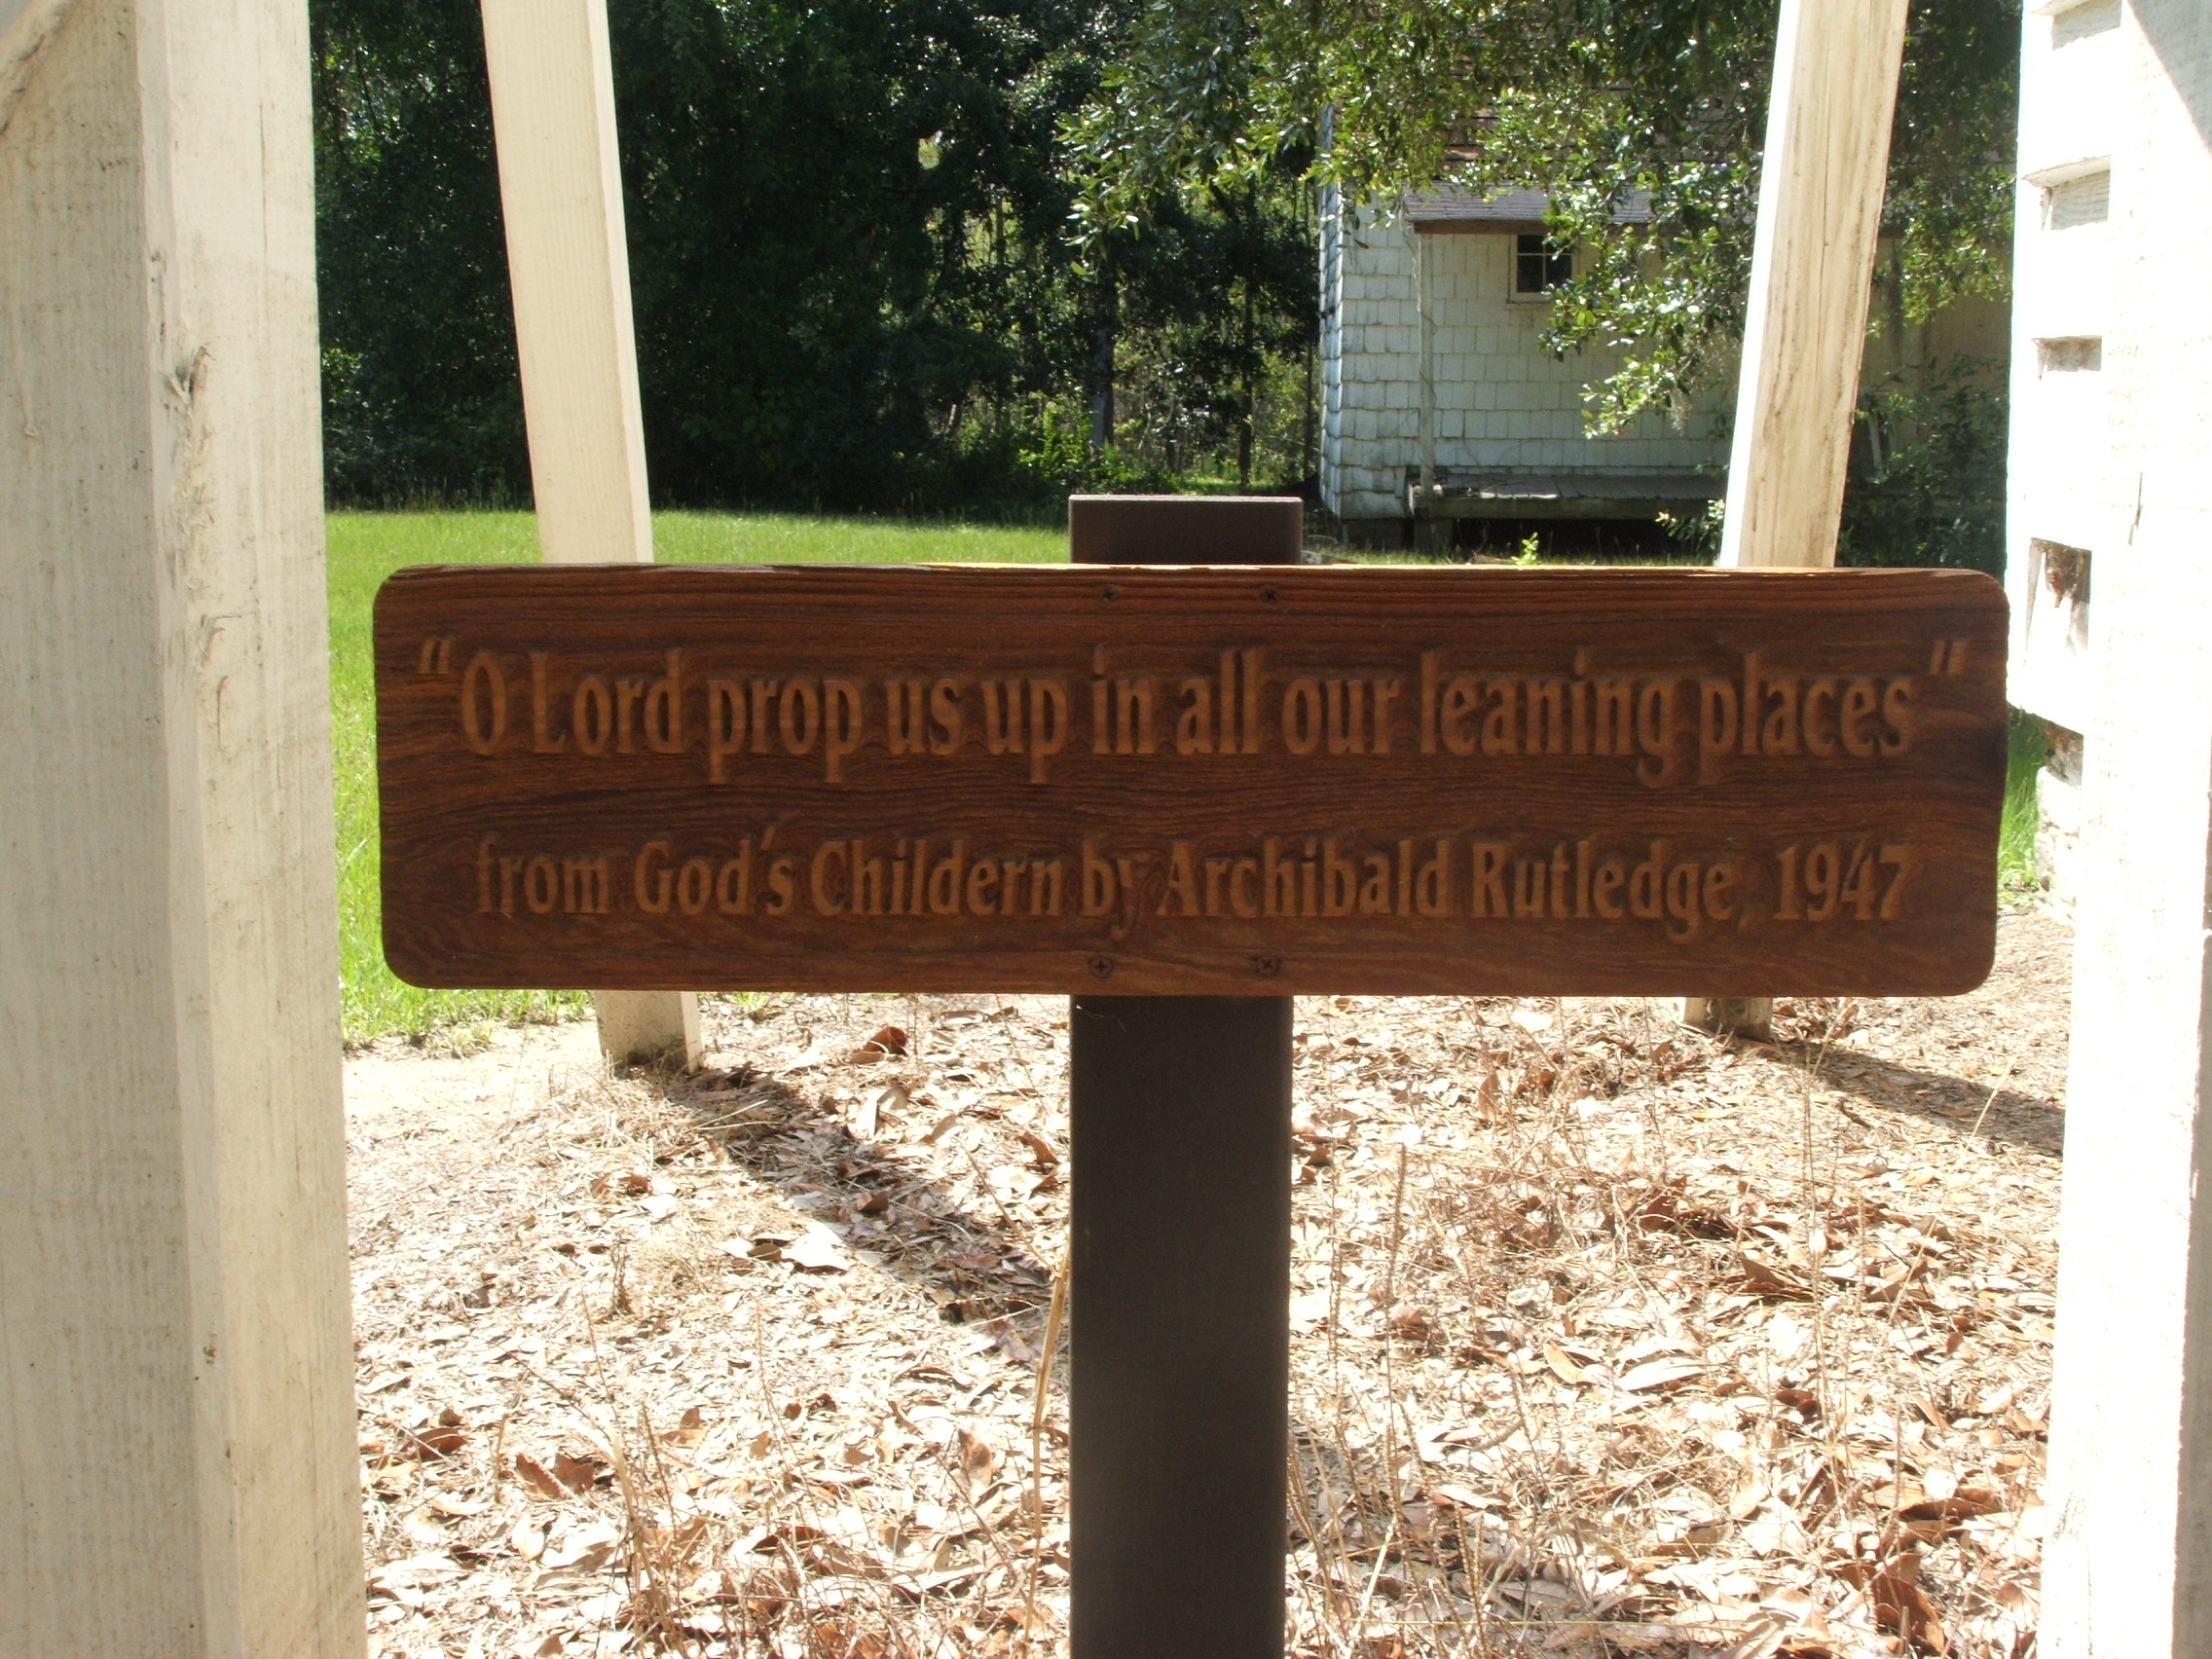 “O Lord prop us up in all our leaning places"
from God's Childern by Archibald Rutledge, 1947